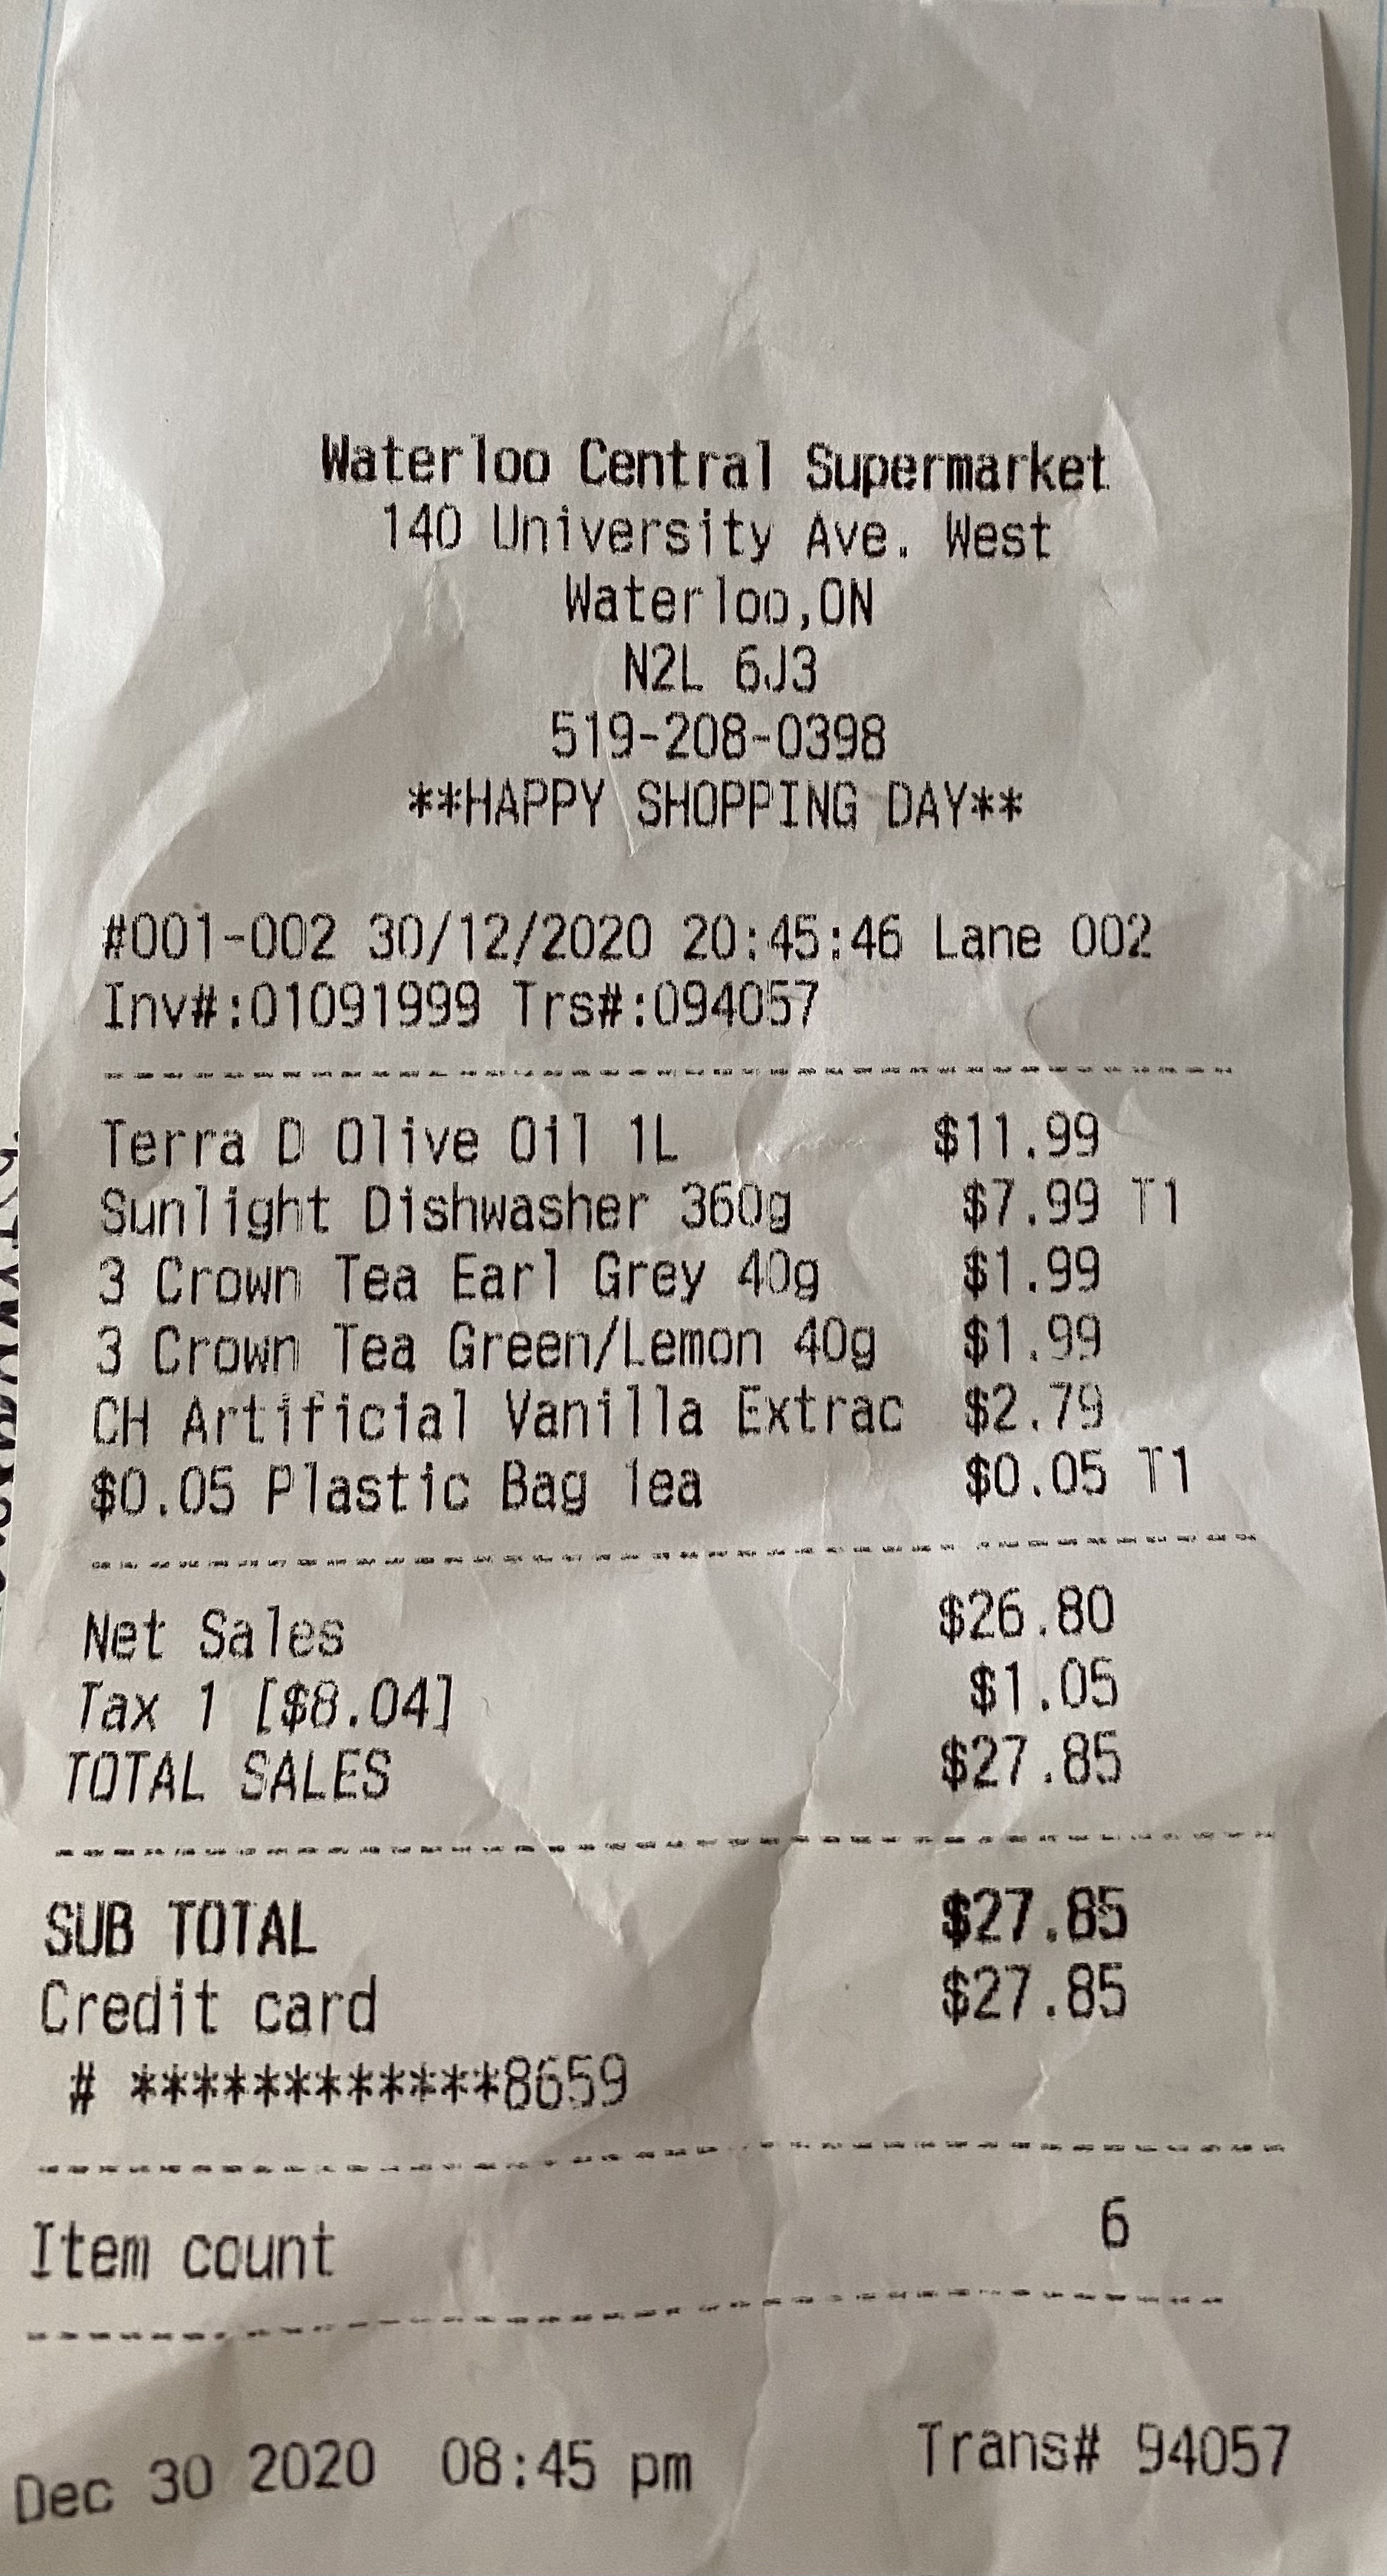 Waterloo Central Supermarket
140 University Ave. West
Waterloo,ON
N2L 6J3
519-208-0398
**HAPPY SHOPPING DAY**
#001-002 30/12/2020 20:45:46 Lane 002
Inv#:01091999 Trs#:094057
Terra D Olive Oil 1L $11.99
Sunlight Dishwasher 360g $7.99 T1
3 Crown Tea Earl Grey 40g $1.99
3 Crown Tea Green/Lemon 40g $1.99
CH Artificial Vanilla Extrac $2.79
$0.05 Plastic Bag 1ea $0.05 T1
Net Sales $26.80
Tax 1 [$8.04] $1.05
TOTAL SALES $27.85
SUB TOTAL $27.85
Credit card $27.85
# ************8659
Item count 6
Dec 30 2020 08:45 pm Trans# 94057